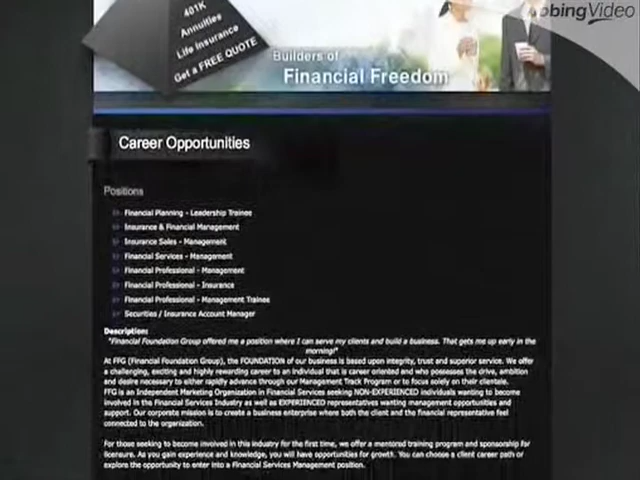 obingVideo
401K
Annuities
Life Insurance
Get a FREE QUOTE
Builders of
Financial Freedom
Career Opportunities
Positions
Financial Planning - Leadership Trainee
Insurance & Financial Management
Insurance Sales - Management
Financial Services - Management
Financial Professional - Management
Financial Professional - Insurance
Financial Professional - Management Trainee
Securities / Insurance Account Manager
Description:
"Financial Foundation Group offered me a position where I can serve my clients and build a business. That gets me up early in the
morning!"
At FFG (Financial Foundation Group), the FOUNDATION of our business is based upon integrity, trust and superior service. We offer
a challenging, exciting and highly rewarding career to an individual that is career oriented and who possesses the drive, ambition
and desire necessary to either rapidly advance through our Management Track Program or to focus solely on their clientele.
FFG is an Independent Marketing Organization in Financial Services seeking NON-EXPERIENCED individuals wanting to become
involved in the Financial Services Industry as well as EXPERIENCED representatives wanting management opportunities and
support. Our corporate mission is to create a business enterprise where both the client and the financial representative feel
connected to the organization.
For those seeking to become involved in this industry for the first time, we offer a mentored training program and sponsorship for
licensure. As you gain experience and knowledge, you will have opportunities for growth. You can choose a client career path or
explore the opportunity to enter into a Financial Services Management position.